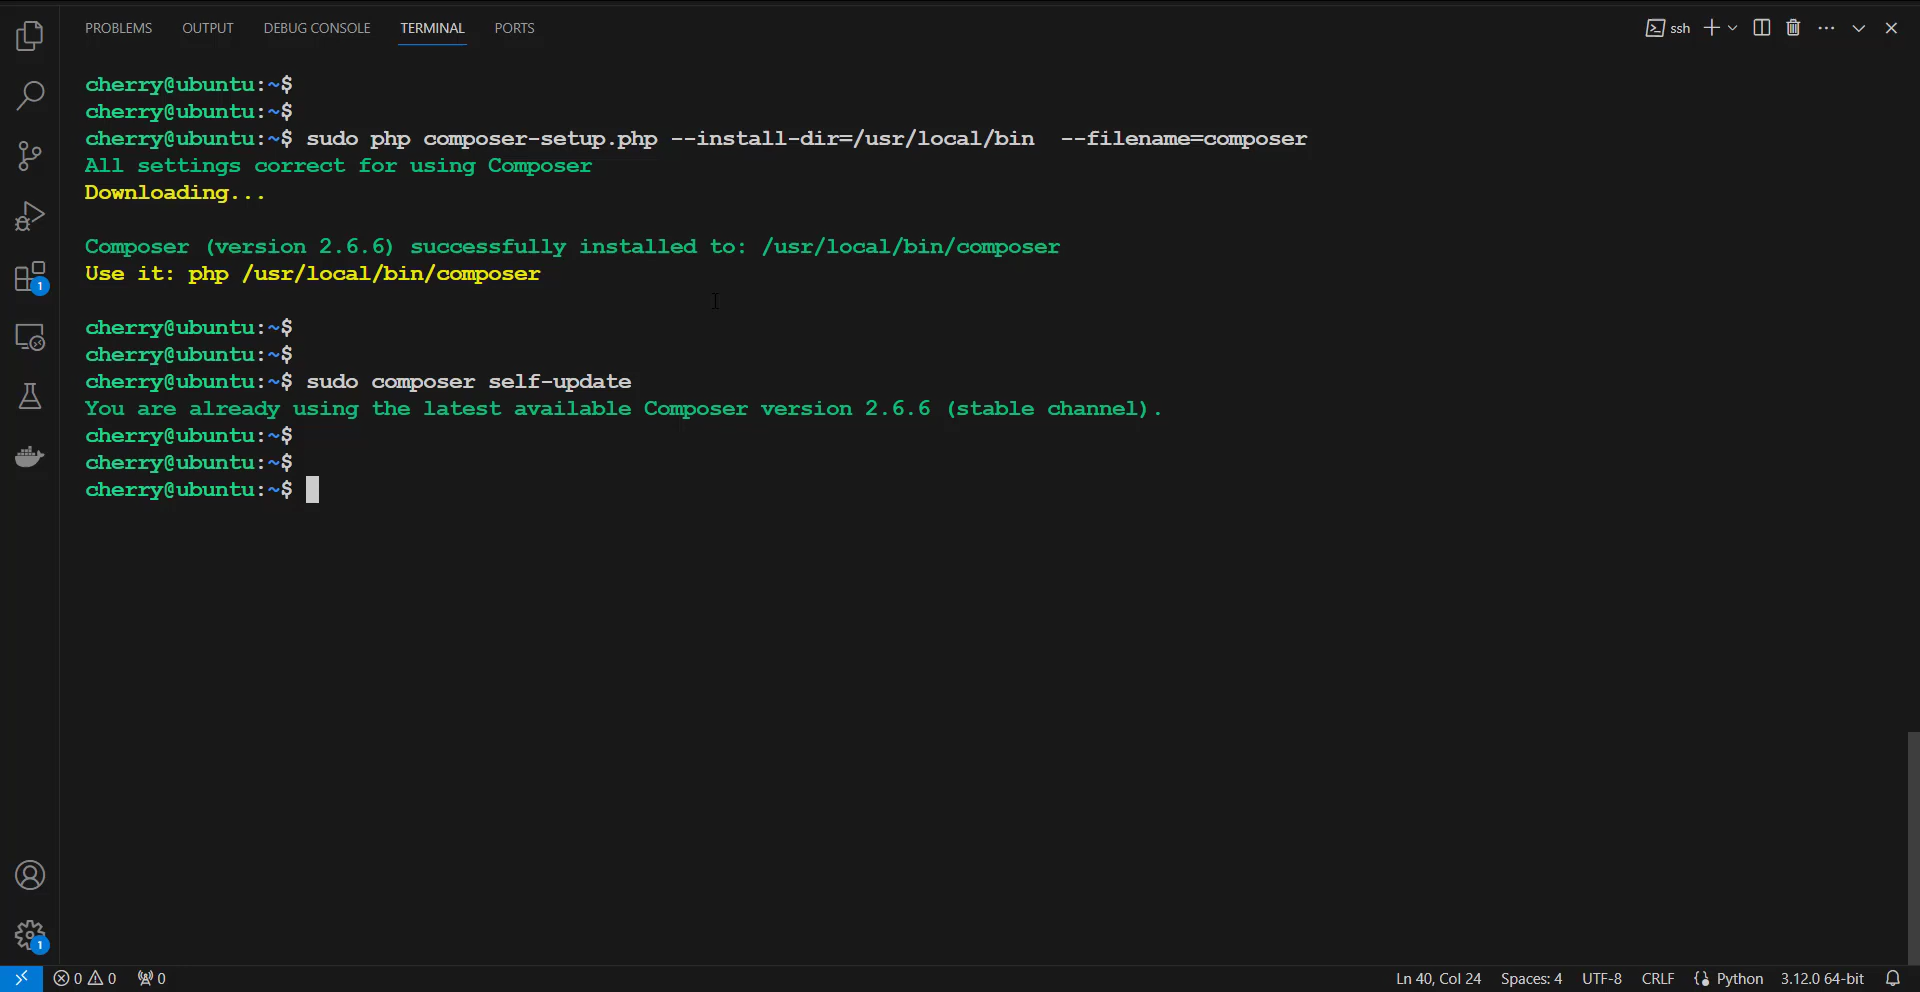 PROBLEMS OUTPUT DEBUG CONSOLE TERMINAL PORTS ssh
cherry@ubuntu:~$
cherry@ubuntu:~$
cherry@ubuntu:~$ sudo php composer-setup.php --install-dir=/usr/local/bin  --filename=composer
All settings correct for using Composer
Downloading...
Composer (version 2.6.6) successfully installed to: /usr/local/bin/composer
Use it: php /usr/local/bin/composer
cherry@ubuntu:~$
cherry@ubuntu:~$
cherry@ubuntu:~$ sudo composer self-update
You are already using the latest available Composer version 2.6.6 (stable channel).
cherry@ubuntu:~$
cherry@ubuntu:~$
cherry@ubuntu:~$
1
1
0 0 0 Ln 40, Col 24 Spaces: 4 UTF-8 CRLF Python 3.12.0 64-bit